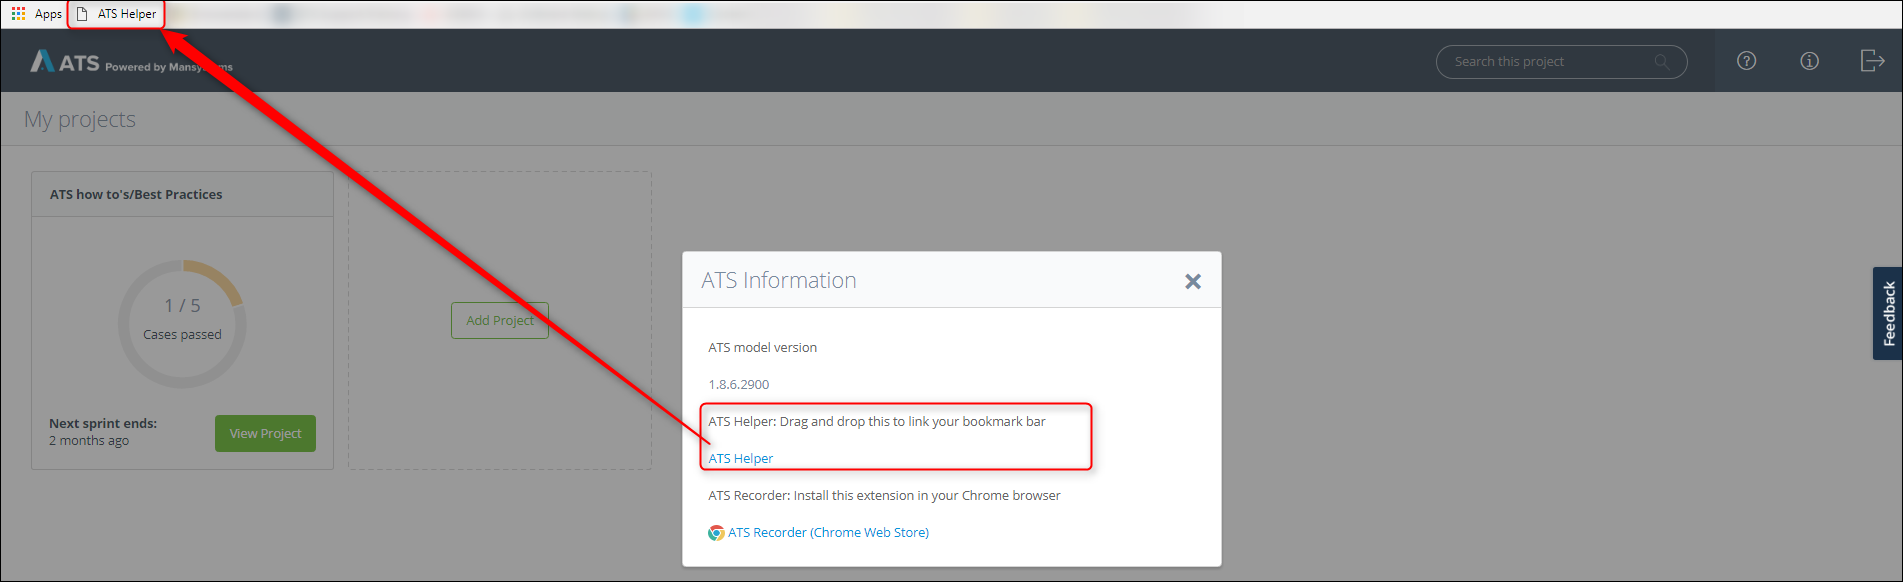 Apps
ATS Helper
ATS Powered by Mansystems
Search this project
My projects
ATS how to's/Best Practices
1 / 5
Cases passed
Next sprint ends:
2 months ago
View Project
Add Project
ATS Information
ATS model version
1.8.6.2900
ATS Helper: Drag and drop this to link your bookmark bar
ATS Helper
ATS Recorder: Install this extension in your Chrome browser
ATS Recorder (Chrome Web Store)
Feedback